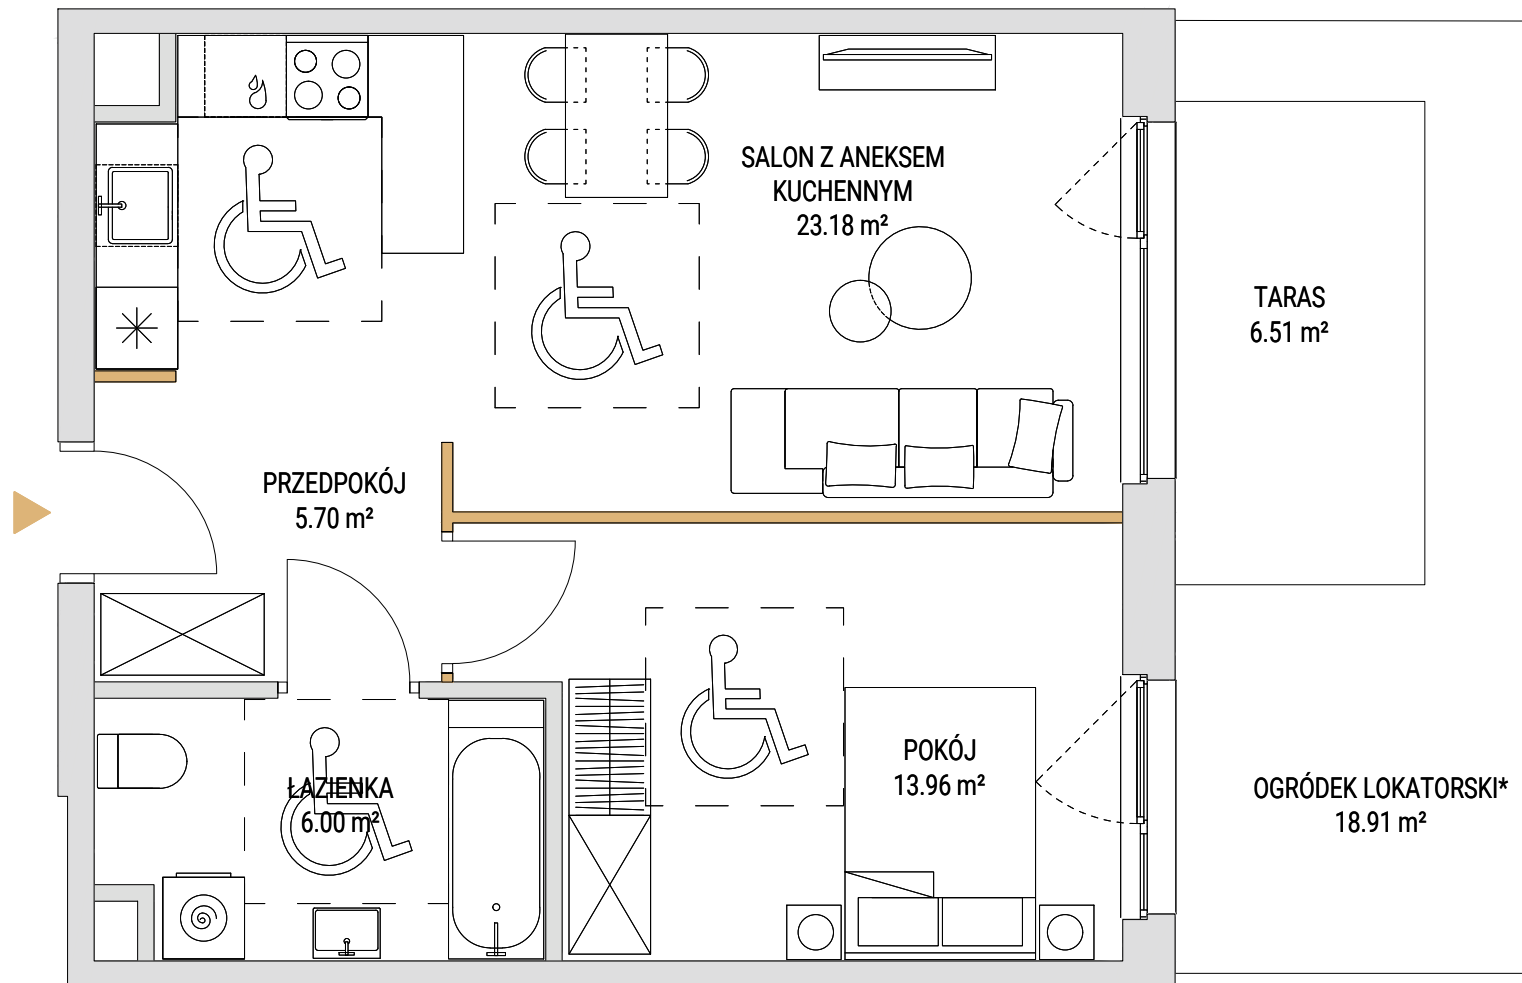 SALON Z ANEKSEM
KUCHENNYM
23.18 m²
TARAS
6.51 m²
PRZEDPOKÓJ
5.70 m²
POKÓJ
13.96 m²
ŁAZIENKA
6.00 m²
OGRÓDEK LOKATORSKI*
18.91 m²